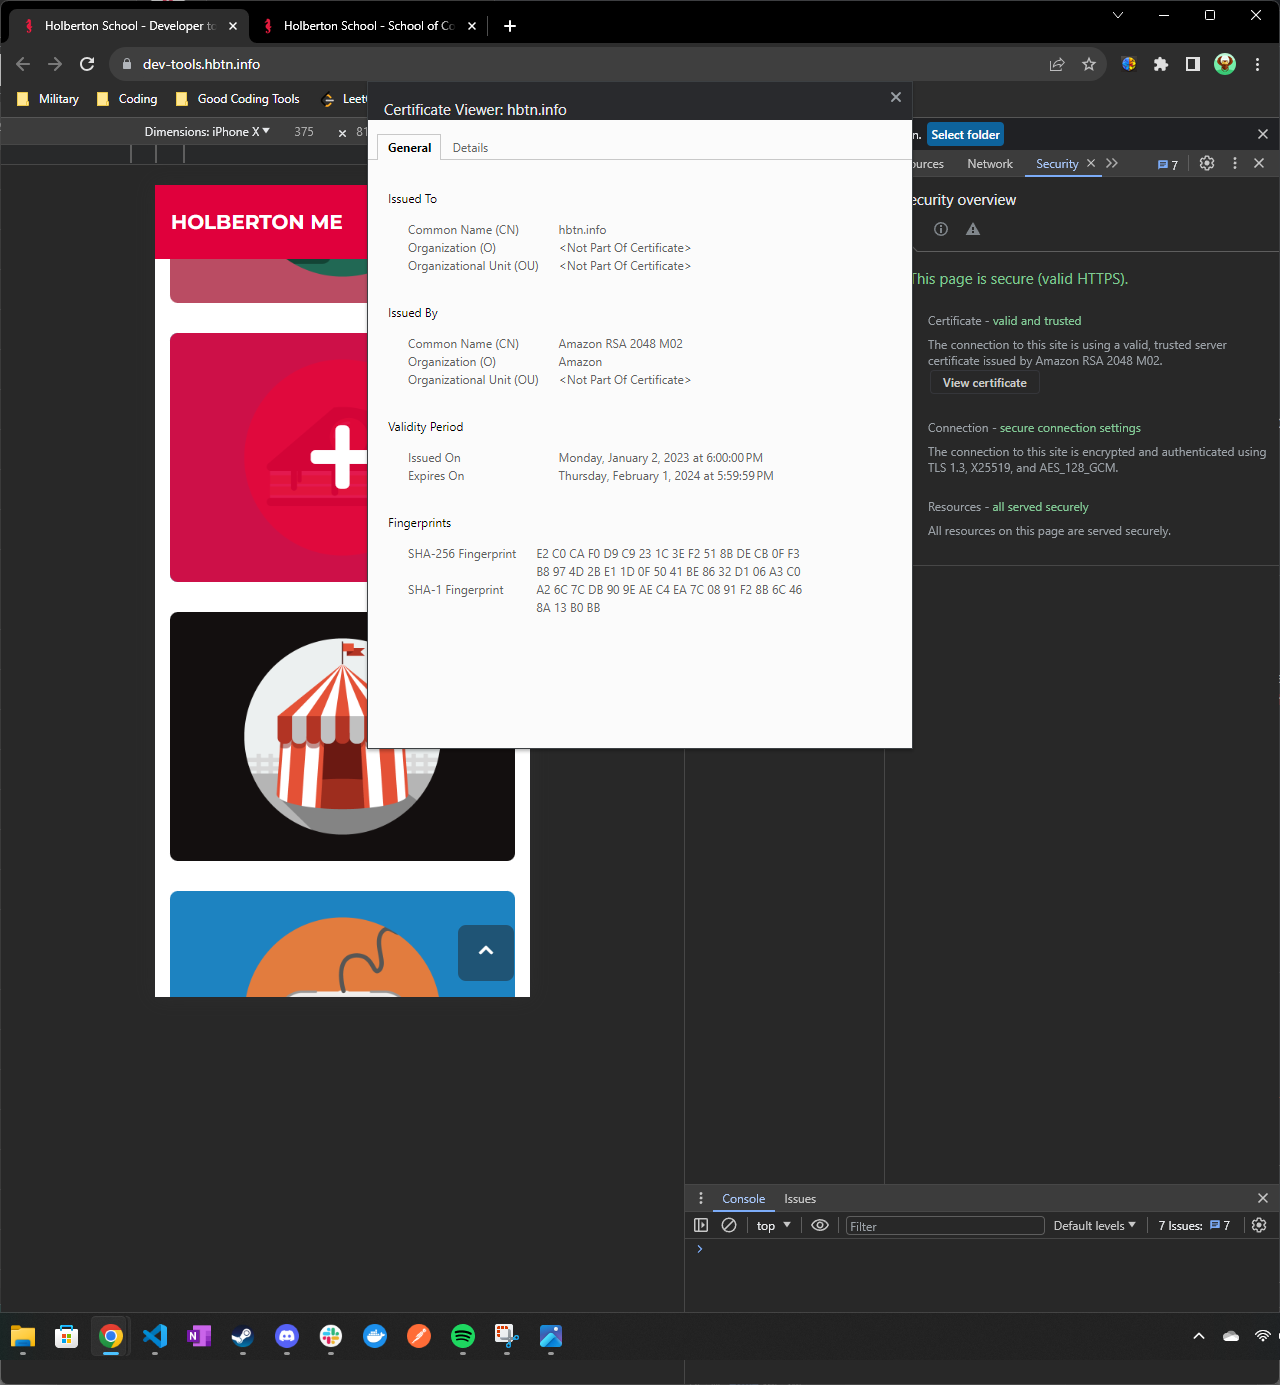 Holberton School - Developer to
Holberton School - School of Co
dev-tools.hbtn.info
Military
Coding
Good Coding Tools
Leet
Certificate Viewer: hbtn.info
Dimensions: iPhone X
375
× 81
n.
Select folder
General
Details
ources
Network
Security
7
ecurity overview
HOLBERTON ME
Issued To
Common Name (CN) hbtn.info
Organization (O) <Not Part Of Certificate>
Organizational Unit (OU) <Not Part Of Certificate>
Issued By
Common Name (CN) Amazon RSA 2048 M02
Organization (O) Amazon
Organizational Unit (OU) <Not Part Of Certificate>
Validity Period
Issued On Monday, January 2, 2023 at 6:00:00 PM
Expires On Thursday, February 1, 2024 at 5:59:59 PM
Fingerprints
SHA-256 Fingerprint E2 C0 CA F0 D9 C9 23 1C 3E F2 51 8B DE CB 0F F3
B8 97 4D 2B E1 1D 0F 50 41 BE 86 32 D1 06 A3 C0
SHA-1 Fingerprint A2 6C 7C DB 90 9E AE C4 EA 7C 08 91 F2 8B 6C 46
8A 13 B0 BB
This page is secure (valid HTTPS).
Certificate - valid and trusted
The connection to this site is using a valid, trusted server
certificate issued by Amazon RSA 2048 M02.
View certificate
Connection - secure connection settings
The connection to this site is encrypted and authenticated using
TLS 1.3, X25519, and AES_128_GCM.
Resources - all served securely
All resources on this page are served securely.
Console
Issues
top
Filter
Default levels
7 Issues:
7
N